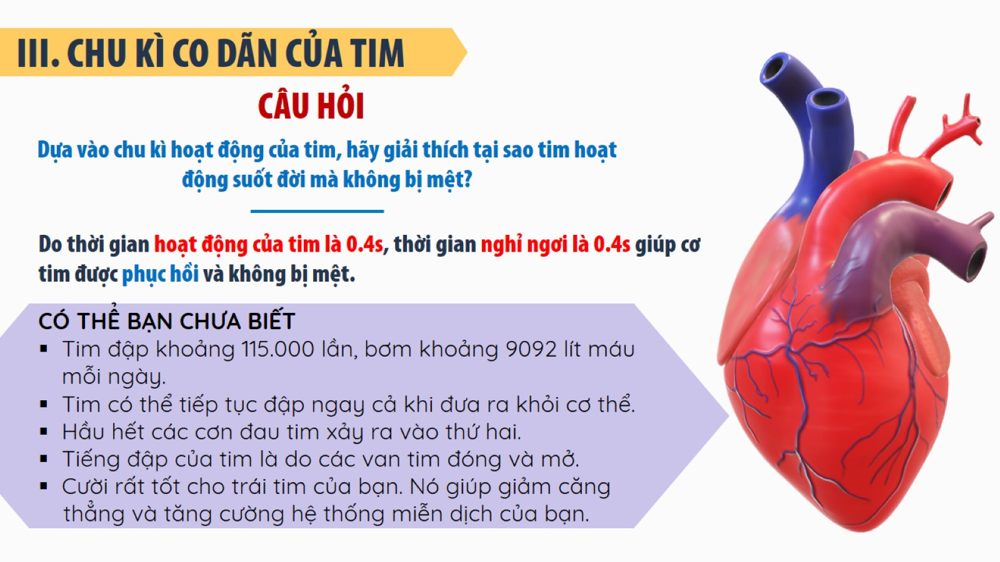 III. CHU KÌ CO DÃN CỦA TIM
CÂU HỎI
Dựa vào chu kì hoạt động của tim, hãy giải thích tại sao tim hoạt
động suốt đời mà không bị mệt?
Do thời gian hoạt động của tim là 0.4s, thời gian nghỉ ngơi là 0.4s giúp cơ
tim được phục hồi và không bị mệt.
CÓ THỂ BẠN CHƯA BIẾT
▪ Tim đập khoảng 115.000 lần, bơm khoảng 9092 lít máu
mỗi ngày.
▪ Tim có thể tiếp tục đập ngay cả khi đưa ra khỏi cơ thể.
▪ Hầu hết các cơn đau tim xảy ra vào thứ hai.
▪ Tiếng đập của tim là do các van tim đóng và mở.
▪ Cười rất tốt cho trái tim của bạn. Nó giúp giảm căng
thẳng và tăng cường hệ thống miễn dịch của bạn.